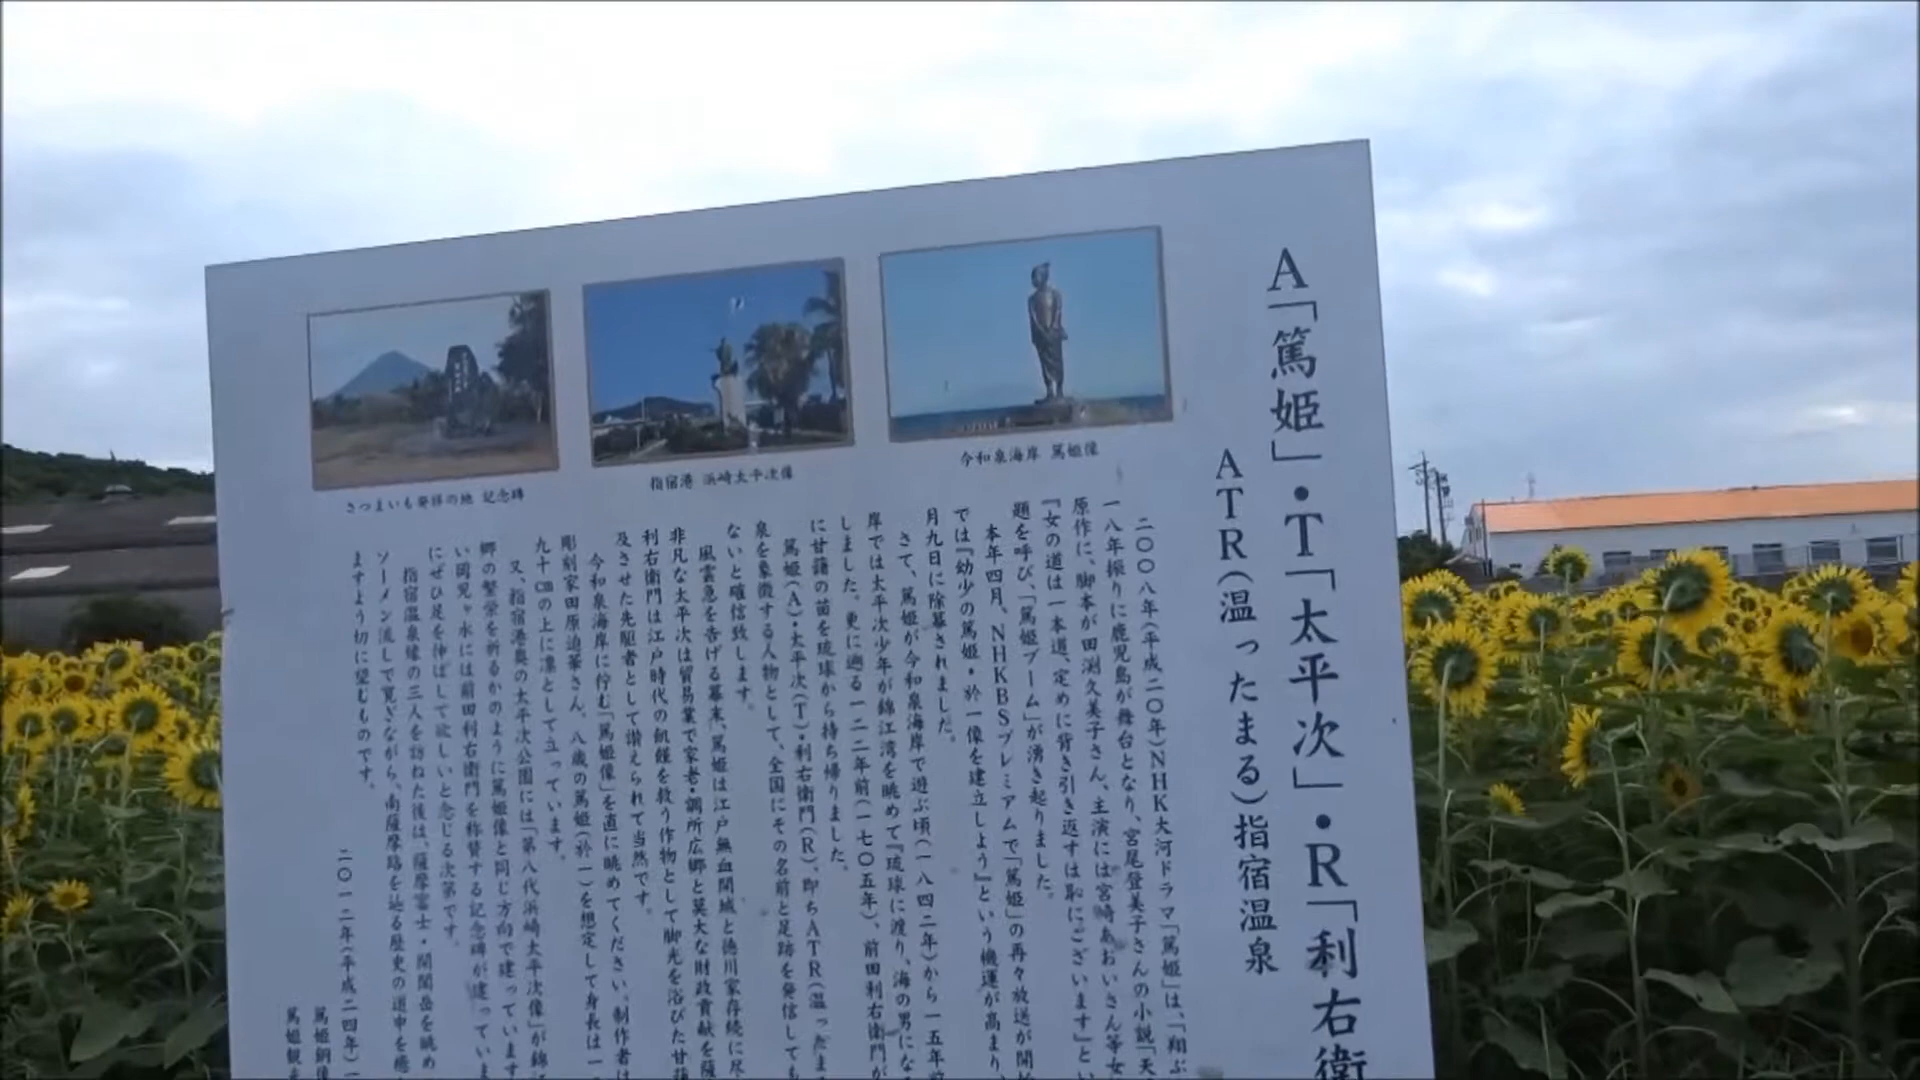 A「篤姫」・T「太平次」・R「利右衛
ATR(温ったまる)指宿温泉
今和泉海岸 篤姫像
指宿港 浜崎太平次像
さつまいも発祥の地 記念碑
二〇〇八年(平成二〇年)NHK大河ドラマ「篤姫」は、「翔ぶ
一八年振りに鹿児島が舞台となり、宮尾登美子さんの小説「天
原作に、脚本が田渕久美子さん、主演には宮﨑あおいさん等女
『女の道は一本道、定めに背き引き返すは恥にございます』とい
題を呼び、「篤姫ブーム」が湧き起りました。
本年四月、NHKBSプレミアムで「篤姫」の再々放送が開
では『幼少の篤姫・於一像を建立しよう』という機運が高まり、
月九日に除幕されました。
さて、篤姫が今和泉海岸で遊ぶ頃(一八四二年)から一五年前
岸では太平次少年が錦江湾を眺めて『琉球に渡り、海の男にな
しました。更に遡る一二二年前(一七〇五年)、前田利右衛門が
に甘藷の苗を琉球から持ち帰りました。
篤姫(A)・太平次(T)・利右衛門(R)、即ちATR(温ったま
泉を象徴する人物として、全国にその名前と足跡を発信しても
ないと確信致します。
風雲急を告げる幕末、篤姫は江戸無血開城と徳川家存続に尽
非凡な太平次は貿易業で家老・調所広郷と莫大な財政貢献を薩
利右衛門は江戸時代の飢饉を救う作物として脚光を浴びた甘藷
及させた先駆者として讃えられて当然です。
今和泉海岸に佇む「篤姫像」を直に眺めてください。制作者は
彫刻家田原迫華さん。八歳の篤姫(於一)を想定して身長は一
九十㎝の上に凛として立っています。
又、指宿港奥の太平次公園には「第八代浜崎太平次像」が錦
郷の繁栄を祈るかのように篤姫像と同じ方向で建っています
い岡児ヶ水には前田利右衛門を称賛する記念碑が建っていま
にぜひ足を伸ばして欲しいと念じる次第です。
指宿温泉縁の三人を訪ねた後は、薩摩富士・開聞岳を眺め
ソーメン流しで寛ぎながら、南薩摩路を辿る歴史の道中を癒
ますよう切に望むものです。
二〇一二年(平成二四年)一
篤姫銅像
篤姫観光